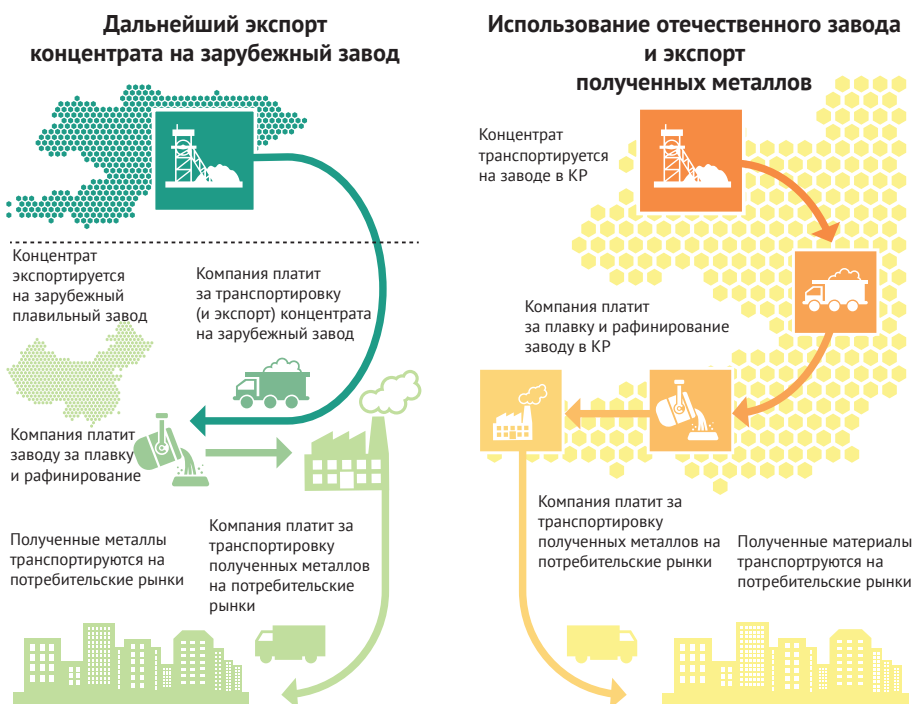 Дальнейший экспорт
концентрата на зарубежный завод
Концентрат
экспортируется
на зарубежный
плавильный завод
Компания платит
за транспортировку
(и экспорт) концентрата
на зарубежный завод
Компания платит
заводу за плавку
и рафинирование
Полученные металлы
транспортируются на
потребительские рынки
Компания платит за
транспортировку
полученных металлов
на потребительские
рынки
Использование отечественного завода
и экспорт
полученных металлов
Концентрат
транспортируется
на заводе в КР
Компания платит
за плавку и рафинирование
заводу в КР
Компания платит за
транспортировку
полученных металлов на
потребительские рынки
Полученные материалы
транспортруются на
потребительские рынки